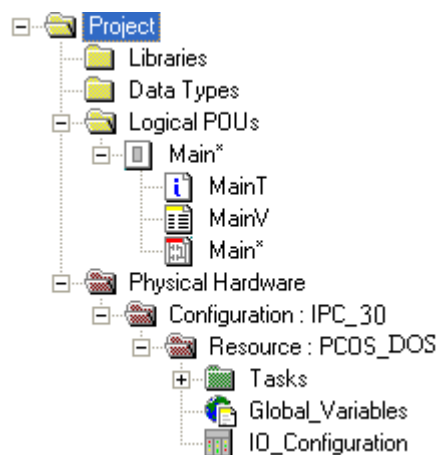 Project
Libraries
Data Types
Logical POUs
Main*
MainT
MainV
Main*
Physical Hardware
Configuration : IPC_30
Resource : PCOS_DOS
Tasks
Global_Variables
IO_Configuration